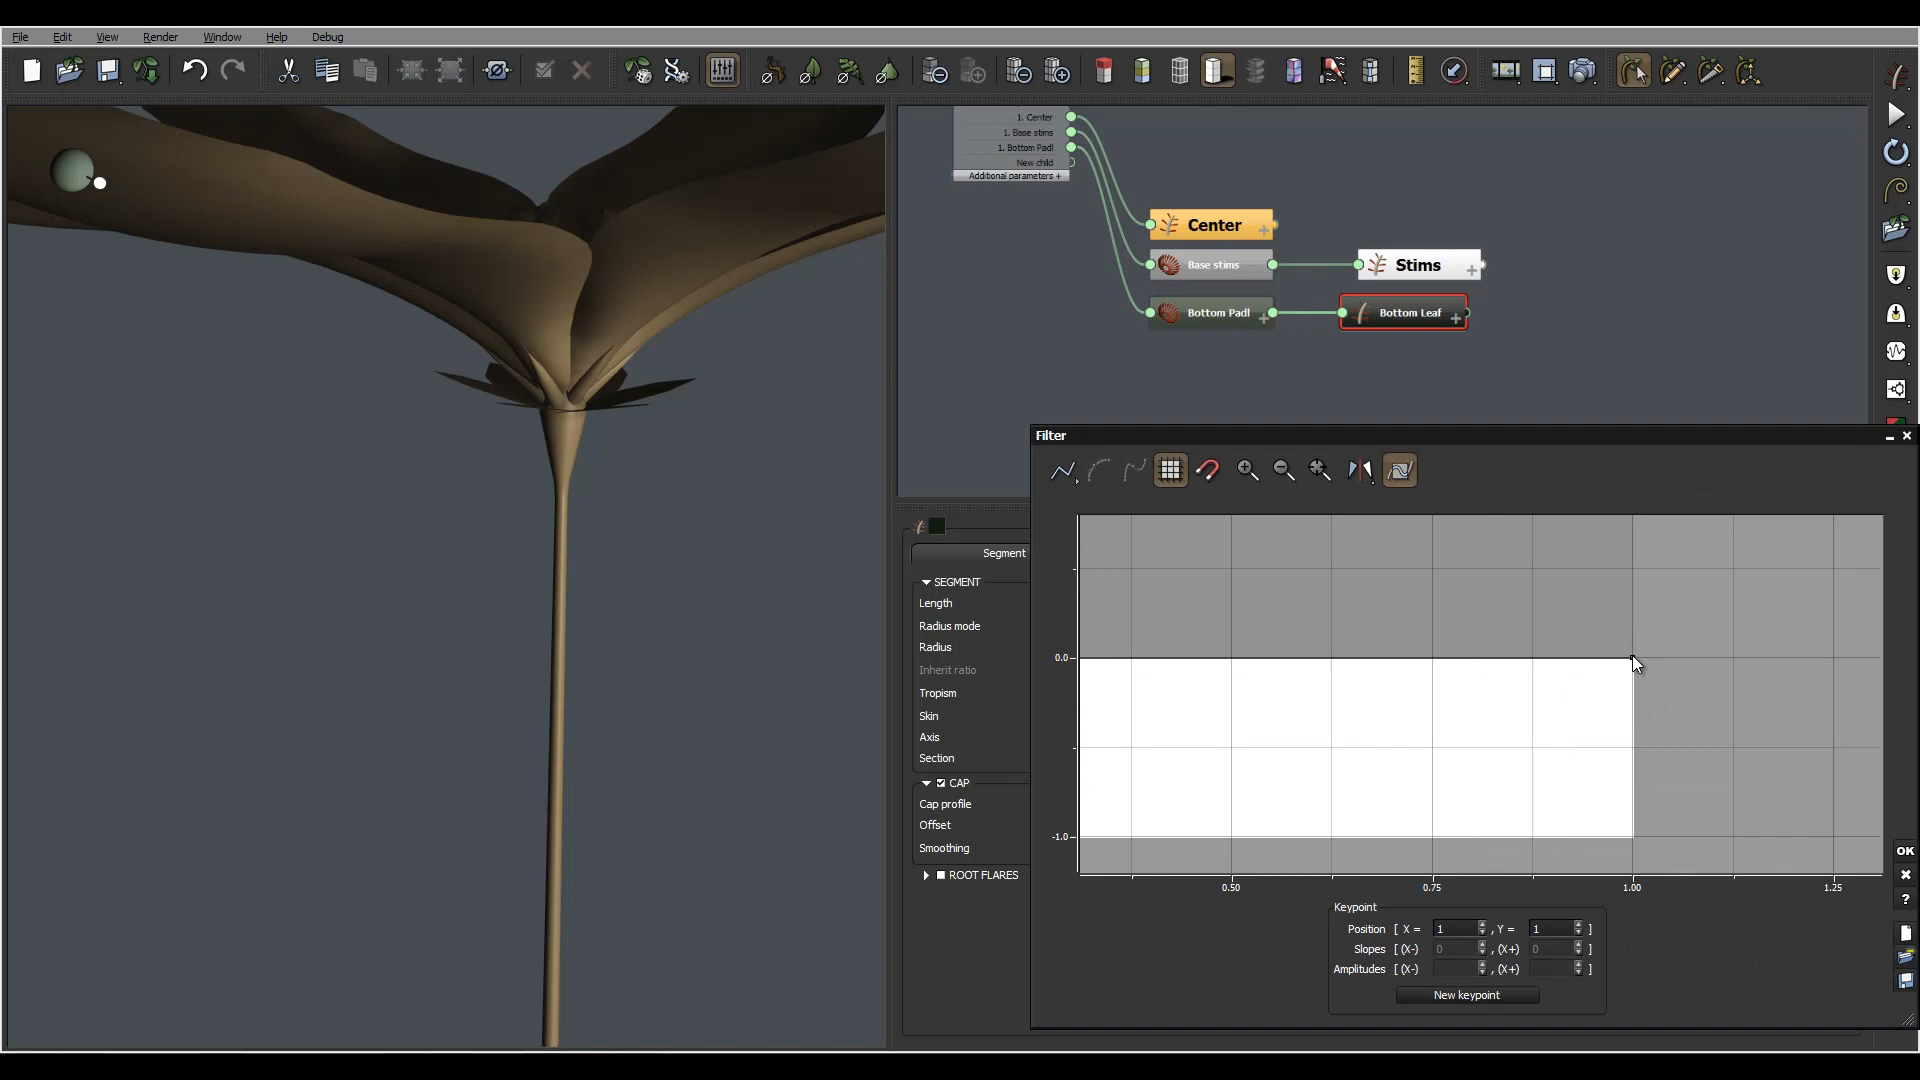 File Edit View Render Window Help Debug
1. Center
1. Base stims
1. Bottom Padl
New child
Additional parameters +
Center
Base stims
Stims
Bottom Padl
Bottom Leaf
Filter
Segment
SEGMENT
Length
Radius mode
Radius
Inherit ratio
Tropism
Skin
Axis
Section
CAP
Cap profile
Offset
Smoothing
ROOT FLARES
0.0
-1.0
0.50 0.75 1.00 1.25
Keypoint
Position [ X = 1 , Y = 1 ]
Slopes [ (X-) 0 , (X+) 0 ]
Amplitudes [ (X-) , (X+) ]
New keypoint
OK
?